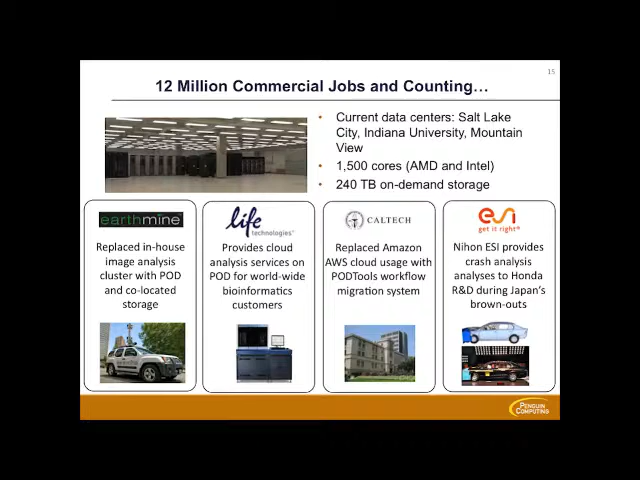 15
12 Million Commercial Jobs and Counting…
• Current data centers: Salt Lake
City, Indiana University, Mountain
View
• 1,500 cores (AMD and Intel)
• 240 TB on-demand storage
earthmine
Replaced in-house
image analysis
cluster with POD
and co-located
storage
life
technologies™
Provides cloud
analysis services on
POD for world-wide
bioinformatics
customers
CALTECH
Replaced Amazon
AWS cloud usage with
PODTools workflow
migration system
esi
get it right®
Nihon ESI provides
crash analysis
analyses to Honda
R&D during Japan's
brown-outs
PENGUIN
COMPUTING